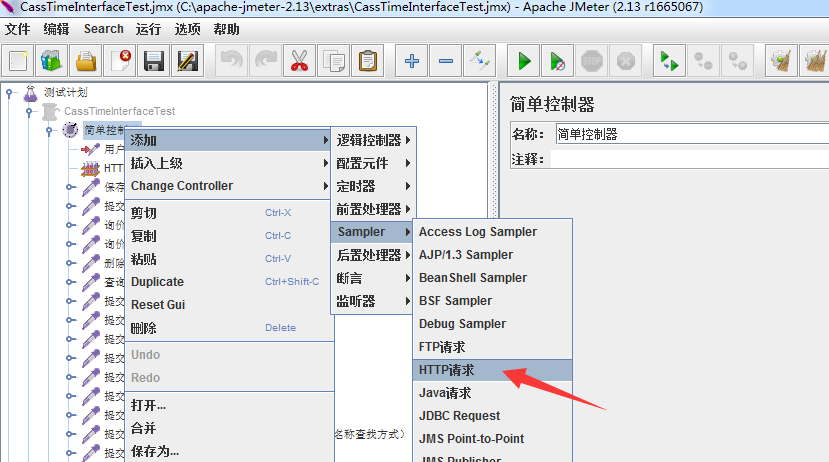 CassTimeInterfaceTest.jmx (C:\apache-jmeter-2.13\extras\CassTimeInterfaceTest.jmx) - Apache JMeter (2.13 r1665067)
文件 编辑 Search 运行 选项 帮助
测试计划
CassTimeInterfaceTest
简单控制
用户
HTT
保存
提交
询价
询价
删除
查询
提交
提交
提交
提交
提交
提交
提交
提交
名称查找方式）
添加
插入上级
Change Controller
剪切 Ctrl-X
复制 Ctrl-C
粘贴 Ctrl-V
Duplicate Ctrl+Shift-C
Reset Gui
删除 Delete
Undo
Redo
打开...
合并
保存为...
逻辑控制器
配置元件
定时器
前置处理器
Sampler
后置处理器
断言
监听器
Access Log Sampler
AJP/1.3 Sampler
BeanShell Sampler
BSF Sampler
Debug Sampler
FTP请求
HTTP请求
Java请求
JDBC Request
JMS Point-to-Point
JMS Publisher
简单控制器
名称： 简单控制器
注释：